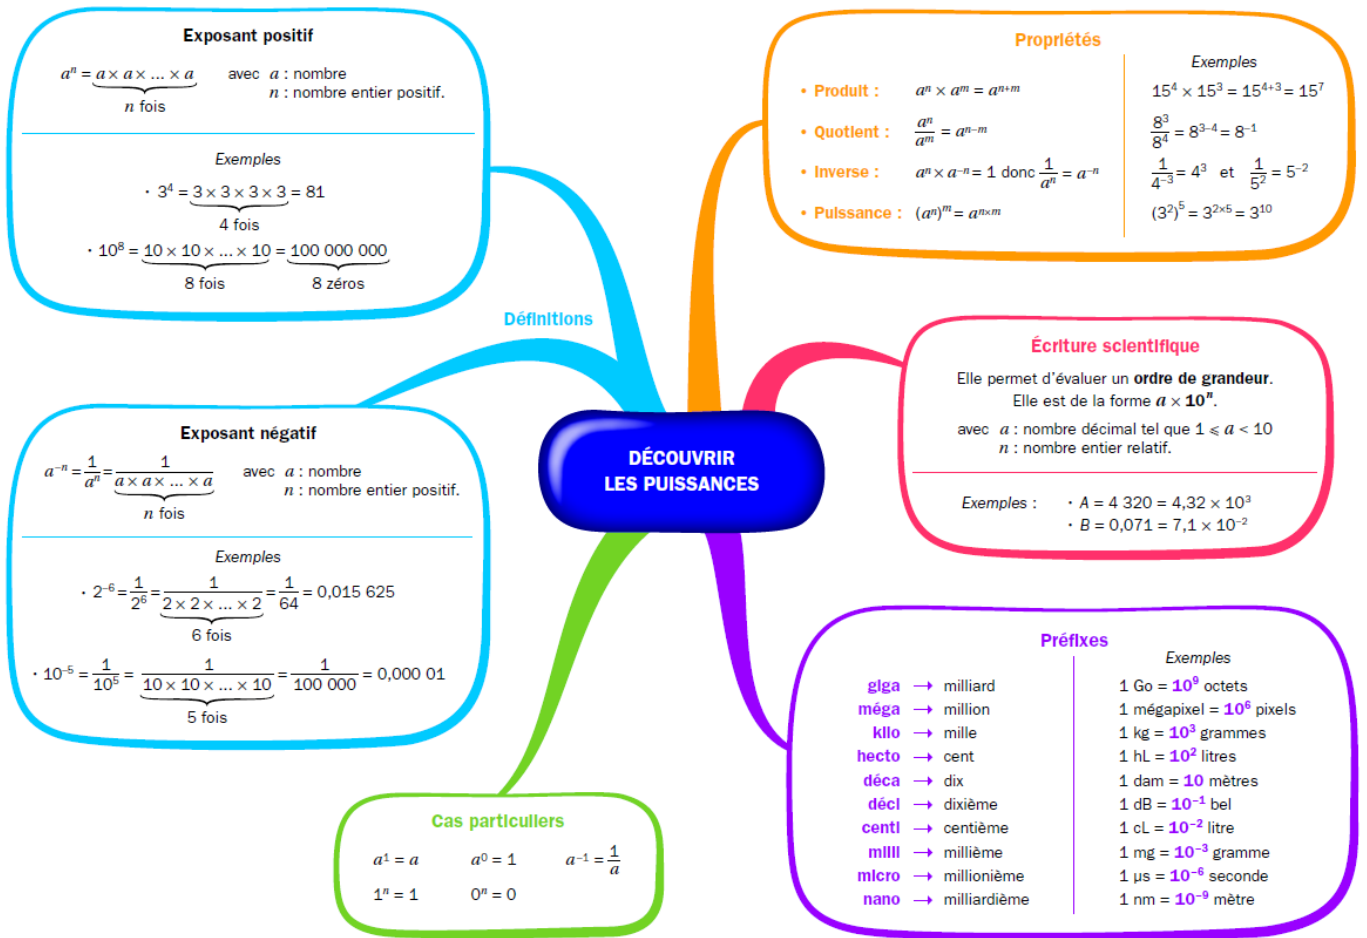 Exposant positif
aⁿ = a × a × ... × a avec a : nombre
n fois n : nombre entier positif.
Exemples
· 3⁴ = 3 × 3 × 3 × 3 = 81
4 fois
· 10⁸ = 10 × 10 × ... × 10 = 100 000 000
8 fois 8 zéros
Définitions
Exposant négatif
a⁻ⁿ = 1/aⁿ = 1/(a × a × ... × a) avec a : nombre
n : nombre entier positif.
n fois
Exemples
· 2⁻⁶ = 1/2⁶ = 1/(2 × 2 × ... × 2) = 1/64 = 0,015 625
6 fois
· 10⁻⁵ = 1/10⁵ = 1/(10 × 10 × ... × 10) = 1/100 000 = 0,000 01
5 fois
DÉCOUVRIR
LES PUISSANCES
Propriétés
Exemples
• Produit : aⁿ × aᵐ = aⁿ⁺ᵐ 15⁴ × 15³ = 15⁴⁺³ = 15⁷
• Quotient : aⁿ/aᵐ = aⁿ⁻ᵐ 8³/8⁴ = 8³⁻⁴ = 8⁻¹
• Inverse : aⁿ × a⁻ⁿ = 1 donc 1/aⁿ = a⁻ⁿ 1/4⁻³ = 4³ et 1/5² = 5⁻²
• Puissance : (aⁿ)ᵐ = aⁿ˟ᵐ (3²)⁵ = 3²˟⁵ = 3¹⁰
Écriture scientifique
Elle permet d'évaluer un ordre de grandeur.
Elle est de la forme a × 10ⁿ.
avec a : nombre décimal tel que 1 ⩽ a < 10
n : nombre entier relatif.
Exemples : · A = 4 320 = 4,32 × 10³
· B = 0,071 = 7,1 × 10⁻²
Préfixes
Exemples
giga → milliard 1 Go = 10⁹ octets
méga → million 1 mégapixel = 10⁶ pixels
kilo → mille 1 kg = 10³ grammes
hecto → cent 1 hL = 10² litres
déca → dix 1 dam = 10 mètres
déci → dixième 1 dB = 10⁻¹ bel
centi → centième 1 cL = 10⁻² litre
milli → millième 1 mg = 10⁻³ gramme
micro → millionième 1 µs = 10⁻⁶ seconde
nano → milliardième 1 nm = 10⁻⁹ mètre
Cas particuliers
a¹ = a a⁰ = 1 a⁻¹ = 1/a
1ⁿ = 1 0ⁿ = 0